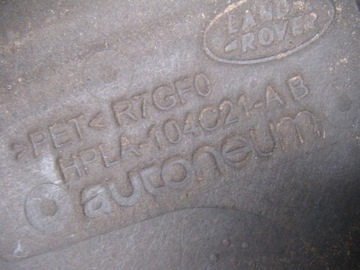 LAND
-ROVER
>PET< R7GF0
HPLA-104C21-AB
autoneum